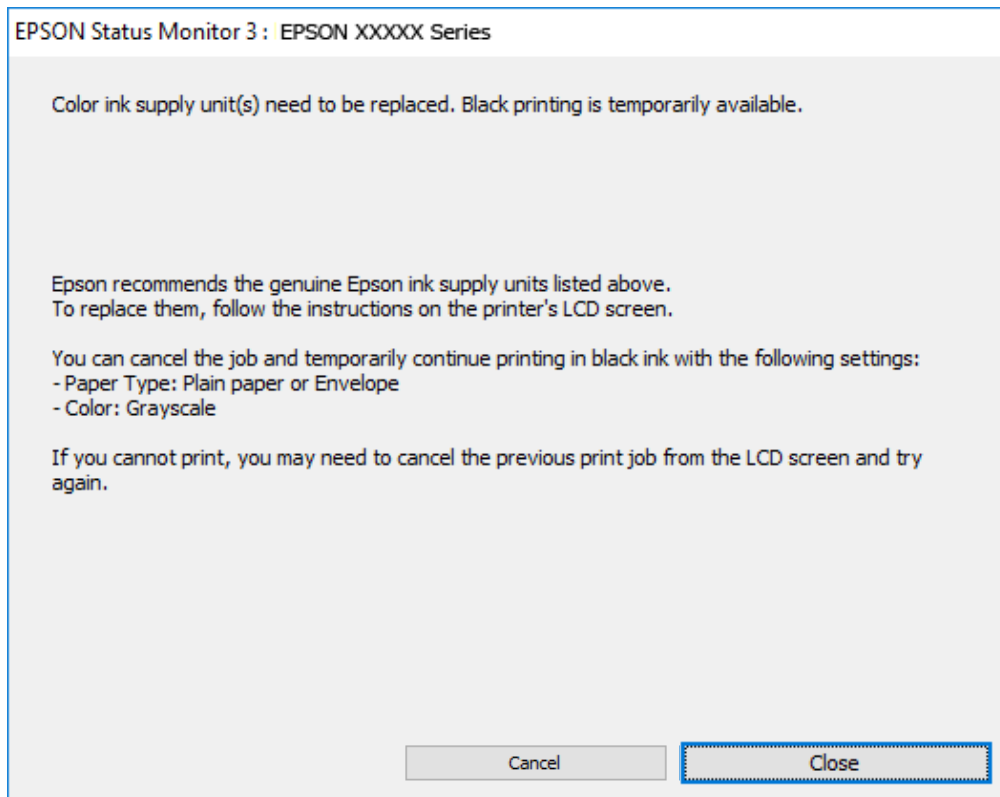 EPSON Status Monitor 3 : EPSON XXXXX Series
Color ink supply unit(s) need to be replaced. Black printing is temporarily available.
Epson recommends the genuine Epson ink supply units listed above.
To replace them, follow the instructions on the printer's LCD screen.
You can cancel the job and temporarily continue printing in black ink with the following settings:
- Paper Type: Plain paper or Envelope
- Color: Grayscale
If you cannot print, you may need to cancel the previous print job from the LCD screen and try
again.
Cancel
Close